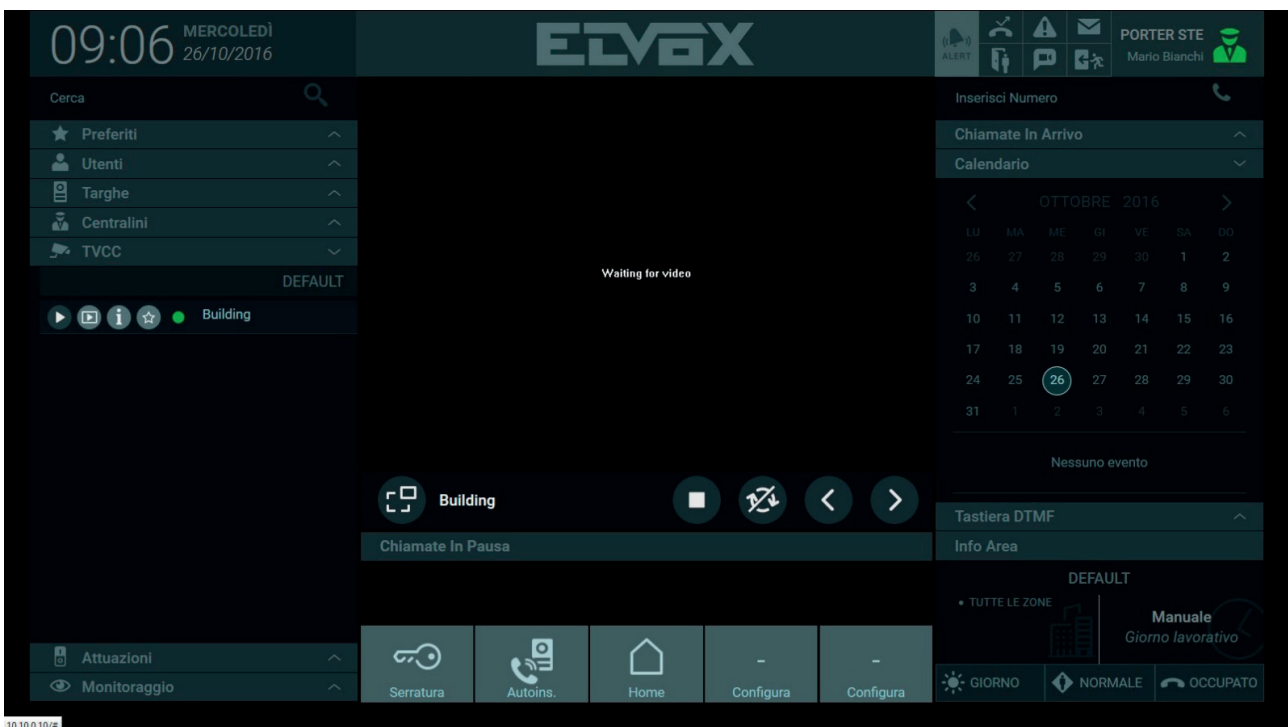 09:06
MERCOLEDÌ
26/10/2016
ELVOX
ALERT
PORTER STE
Mario Bianchi
Cerca
Preferiti
Utenti
Targhe
Centralini
TVCC
DEFAULT
Building
Attuazioni
Monitoraggio
Waiting for video
Building
Chiamate In Pausa
Serratura
Autoins.
Home
- Configura
- Configura
Inserisci Numero
Chiamate In Arrivo
Calendario
OTTOBRE 2016
LU MA ME GI VE SA DO
26 27 28 29 30 1 2
3 4 5 6 7 8 9
10 11 12 13 14 15 16
17 18 19 20 21 22 23
24 25 26 27 28 29 30
31 1 2 3 4 5 6
Nessuno evento
Tastiera DTMF
Info Area
DEFAULT
• TUTTE LE ZONE
Manuale
Giorno lavorativo
GIORNO
NORMALE
OCCUPATO
10.10.0.10/#